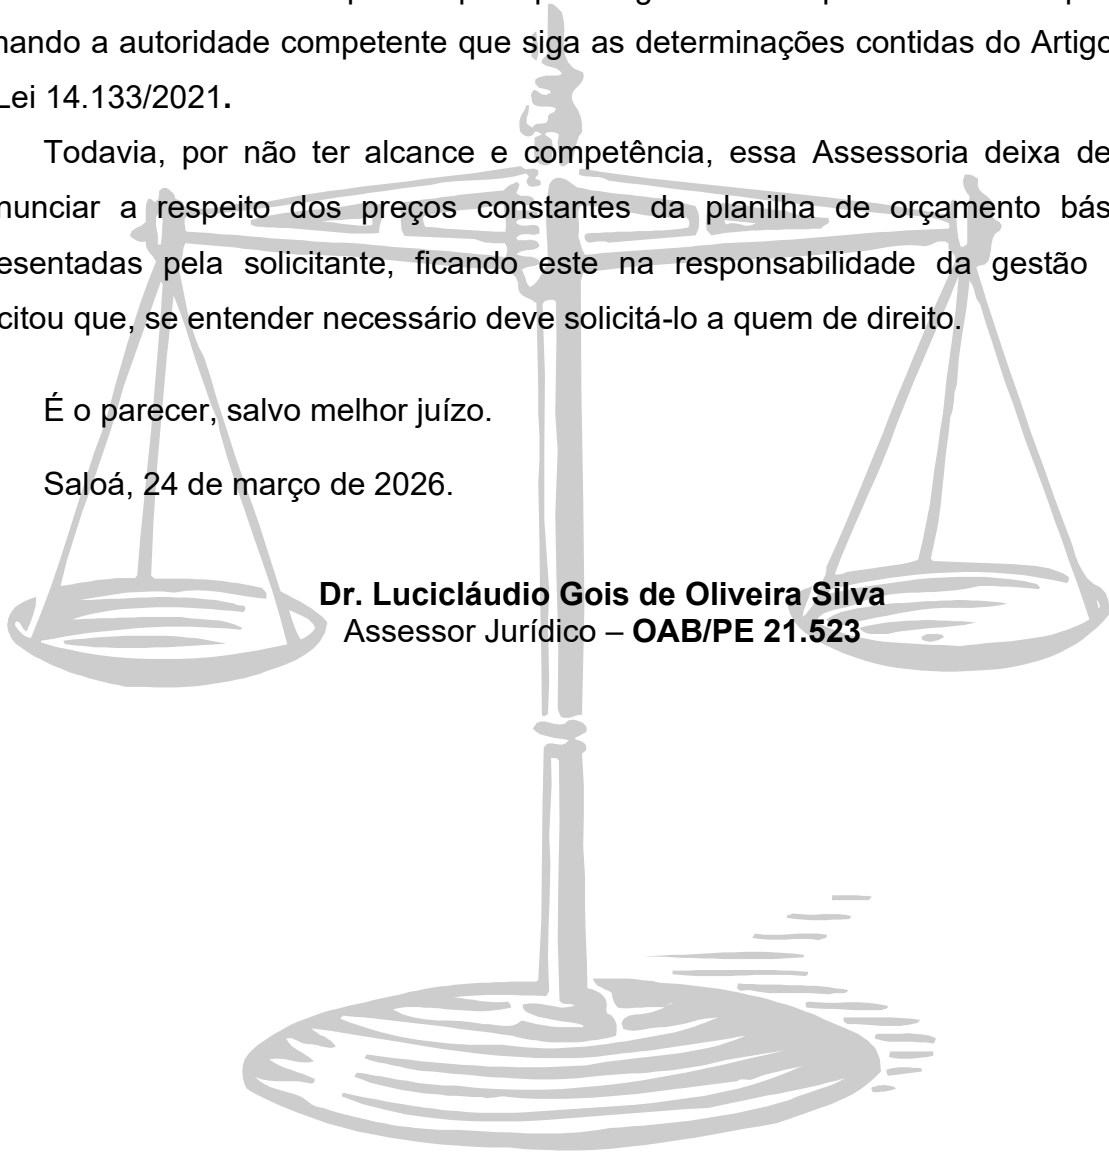 nando a autoridade competente que siga as determinações contidas do Artigo
Lei 14.133/2021.
Todavia, por não ter alcance e competência, essa Assessoria deixa de
nunciar a respeito dos preços constantes da planilha de orçamento bás
esentadas pela solicitante, ficando este na responsabilidade da gestão
citou que, se entender necessário deve solicitá-lo a quem de direito.
É o parecer, salvo melhor juízo.
Saloá, 24 de março de 2026.
Dr. Lucicláudio Gois de Oliveira Silva
Assessor Jurídico – OAB/PE 21.523